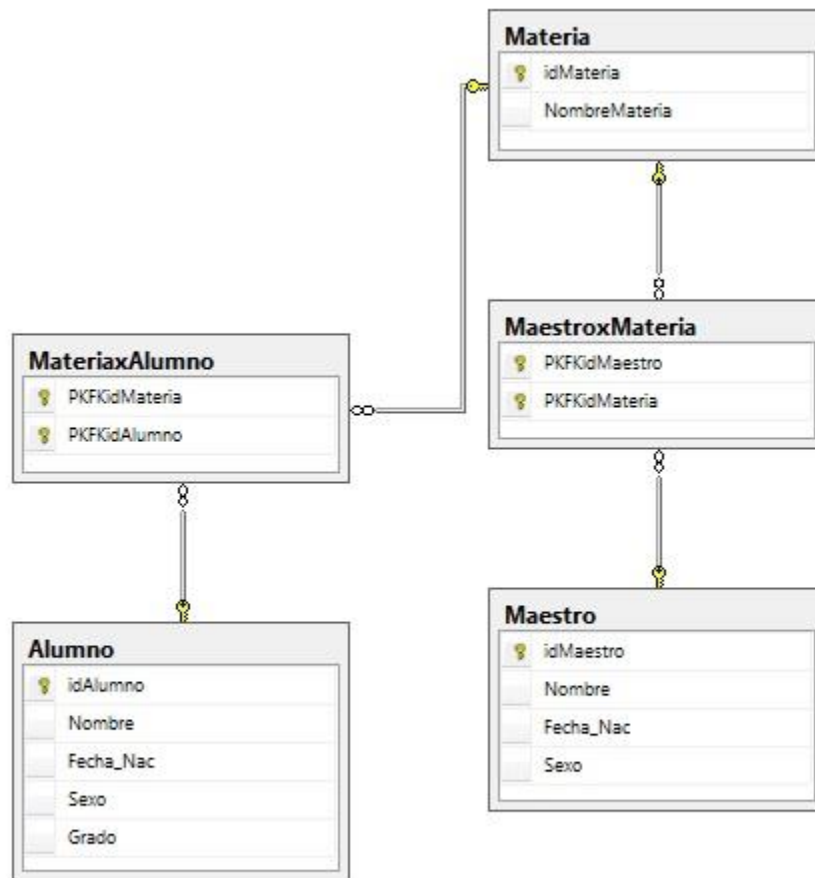 Materia
idMateria
NombreMateria
MaestroxMateria
PKFKidMaestro
PKFKidMateria
MateriaxAlumno
PKFKidMateria
PKFKidAlumno
Alumno
idAlumno
Nombre
Fecha_Nac
Sexo
Grado
Maestro
idMaestro
Nombre
Fecha_Nac
Sexo